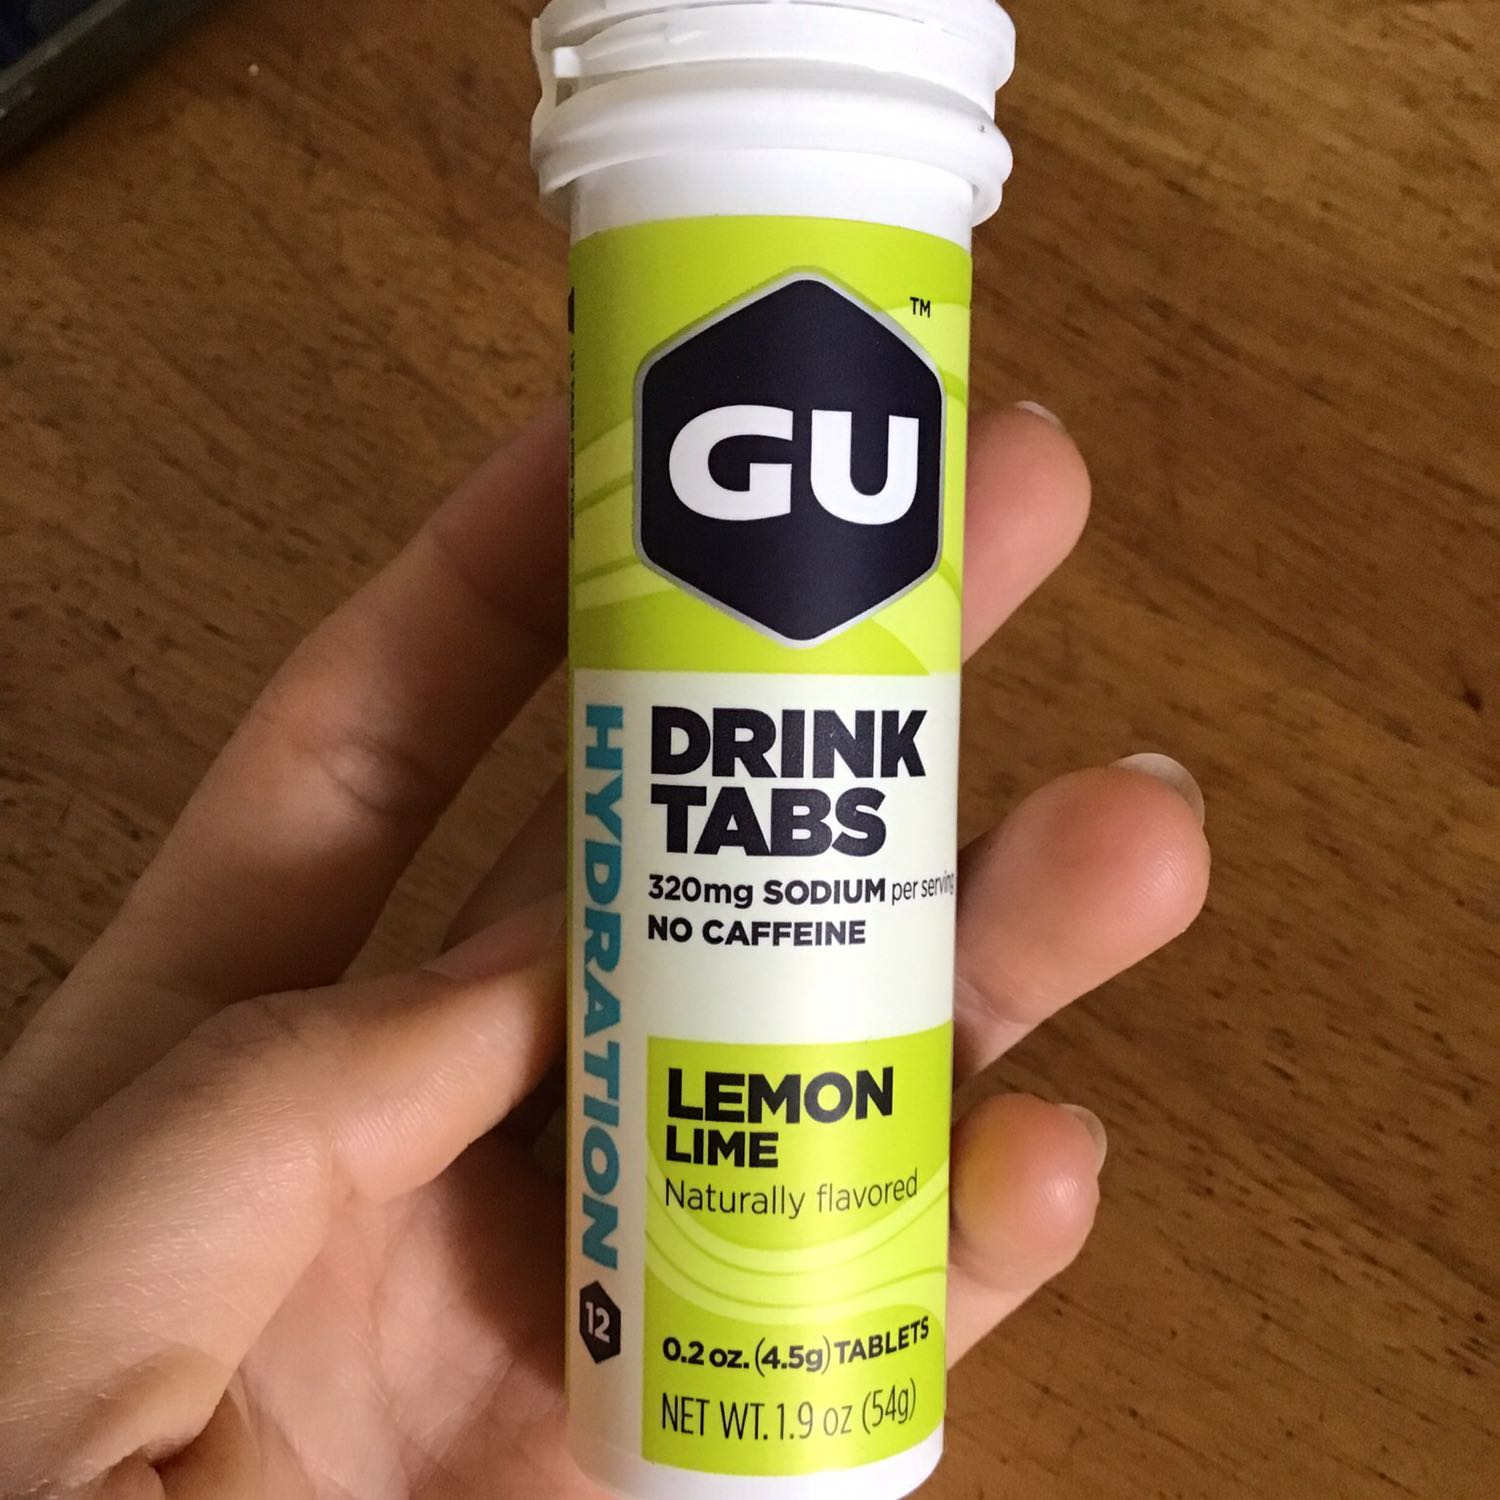 GU
TM
HYDRATION
12
DRINK
TABS
320mg SODIUM per serving
NO CAFFEINE
LEMON
LIME
Naturally flavored
0.2 oz. (4.5g) TABLETS
NET WT. 1.9 oz (54g)